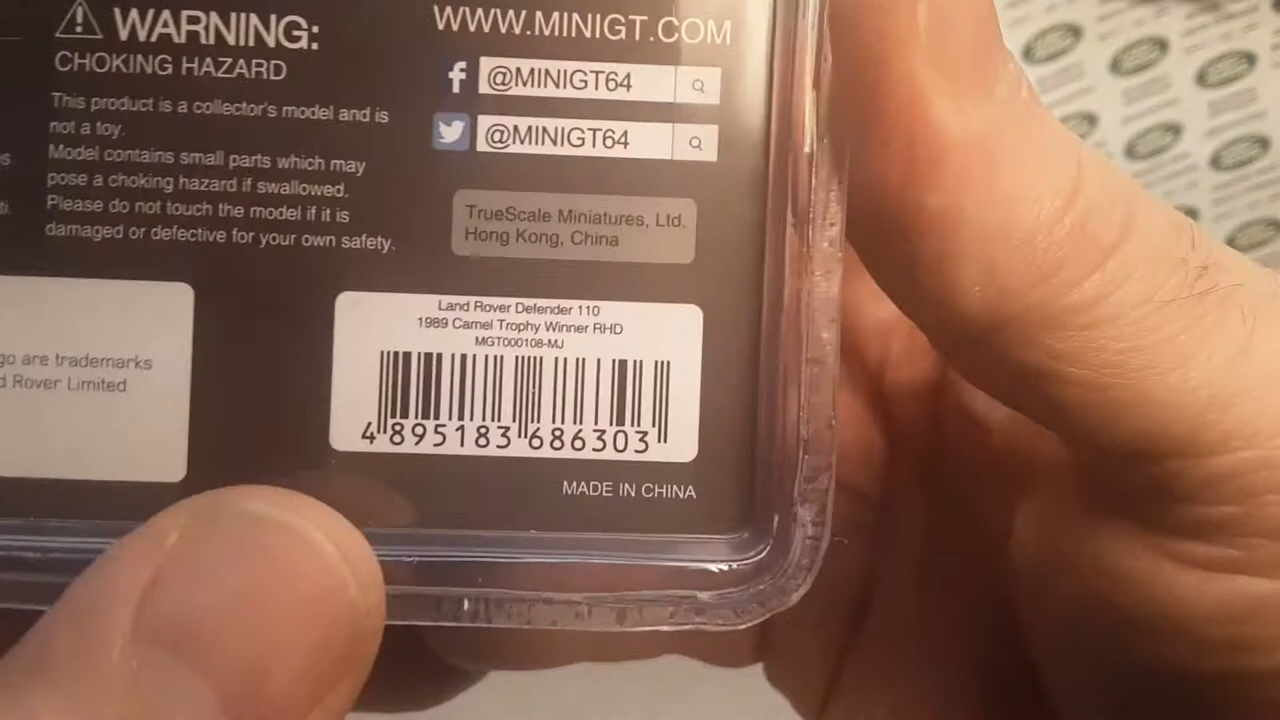 WARNING:
CHOKING HAZARD
This product is a collector's model and is
not a toy.
Model contains small parts which may
pose a choking hazard if swallowed.
Please do not touch the model if it is
damaged or defective for your own safety.
WWW.MINIGT.COM
f @MINIGT64
@MINIGT64
TrueScale Miniatures, Ltd.
Hong Kong, China
are trademarks
Rover Limited
Land Rover Defender 110
1989 Camel Trophy Winner RHD
MGT000108-MJ
4 895183 686303
MADE IN CHINA